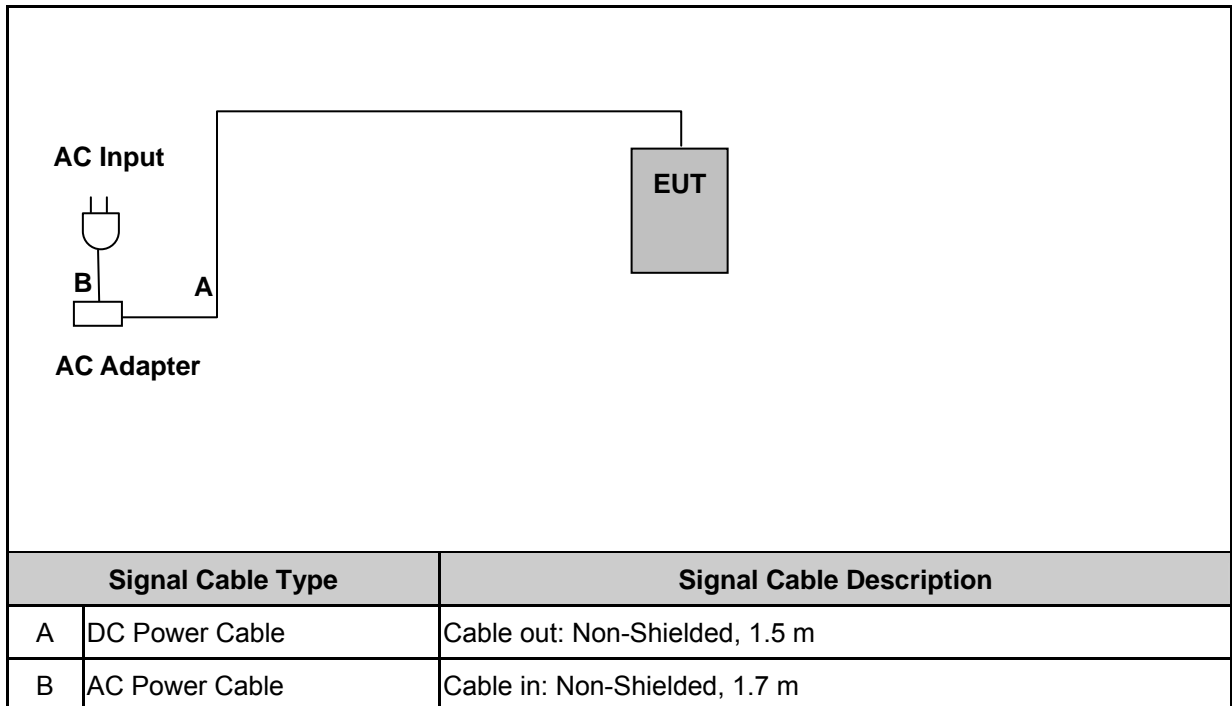 AC Input
EUT
B
A
AC Adapter
Signal Cable Type Signal Cable Description
A DC Power Cable Cable out: Non-Shielded, 1.5 m
B AC Power Cable Cable in: Non-Shielded, 1.7 m